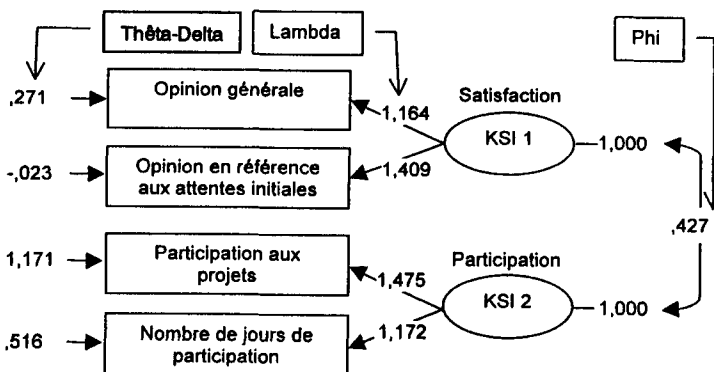 Thêta-Delta
Lambda
Phi
,271
Opinion générale
1,164
Satisfaction
KSI 1
1,000
-,023
Opinion en référence
aux attentes initiales
1,409
,427
1,171
Participation aux
projets
1,475
Participation
KSI 2
1,000
,516
Nombre de jours de
participation
1,172